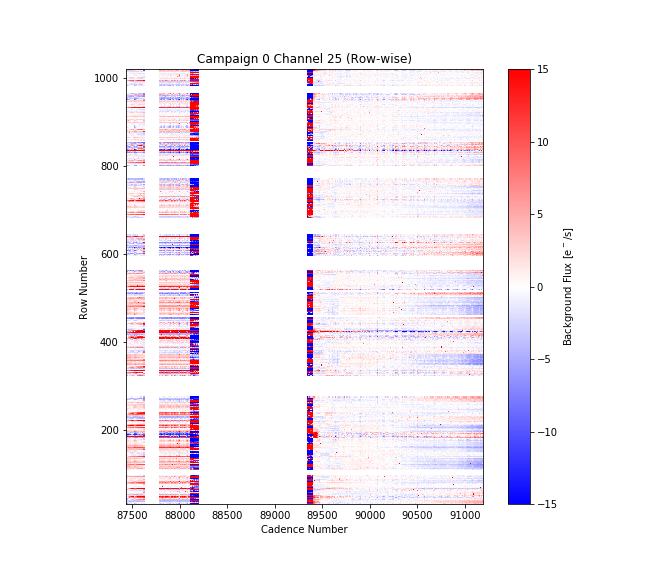 Campaign 0 Channel 25 (Row-wise)
1000
800
600
400
200
Row Number
87500 88000 88500 89000 89500 90000 90500 91000
Cadence Number
15
10
5
0
−5
−10
−15
Background Flux [e⁻/s]